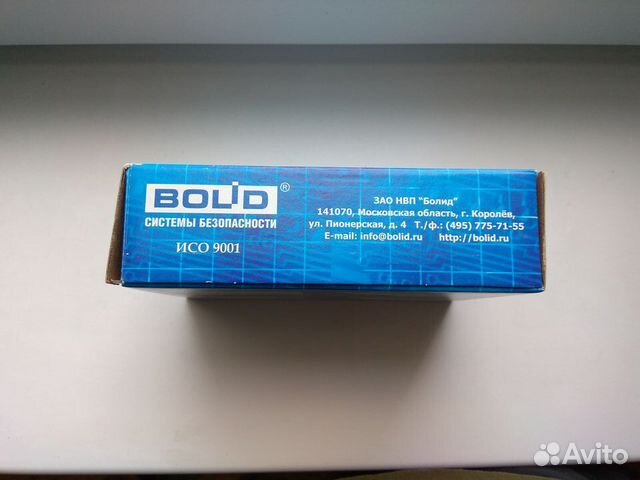 BOLID®
СИСТЕМЫ БЕЗОПАСНОСТИ
ИСО 9001
ЗАО НВП "Болид"
141070, Московская область, г. Королёв,
ул. Пионерская, д. 4 Т./ф.: (495) 775-71-55
E-mail: info@bolid.ru http://bolid.ru
Avito